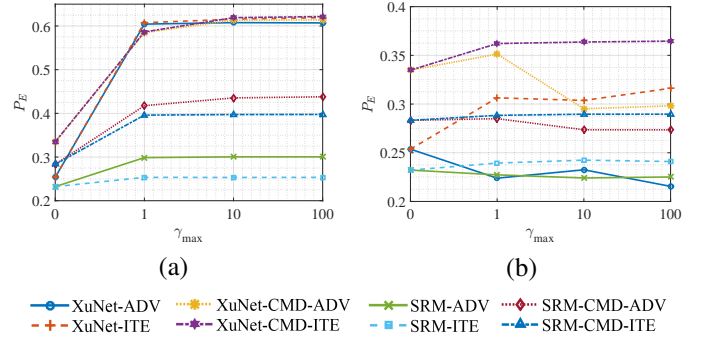 0.6
0.5
0.4
0.3
0.2
P_E
0 1 10 100
γ_max
(a)
0.4
0.35
0.3
0.25
0.2
P_E
0 1 10 100
γ_max
(b)
XuNet-ADV XuNet-CMD-ADV SRM-ADV SRM-CMD-ADV
XuNet-ITE XuNet-CMD-ITE SRM-ITE SRM-CMD-ITE